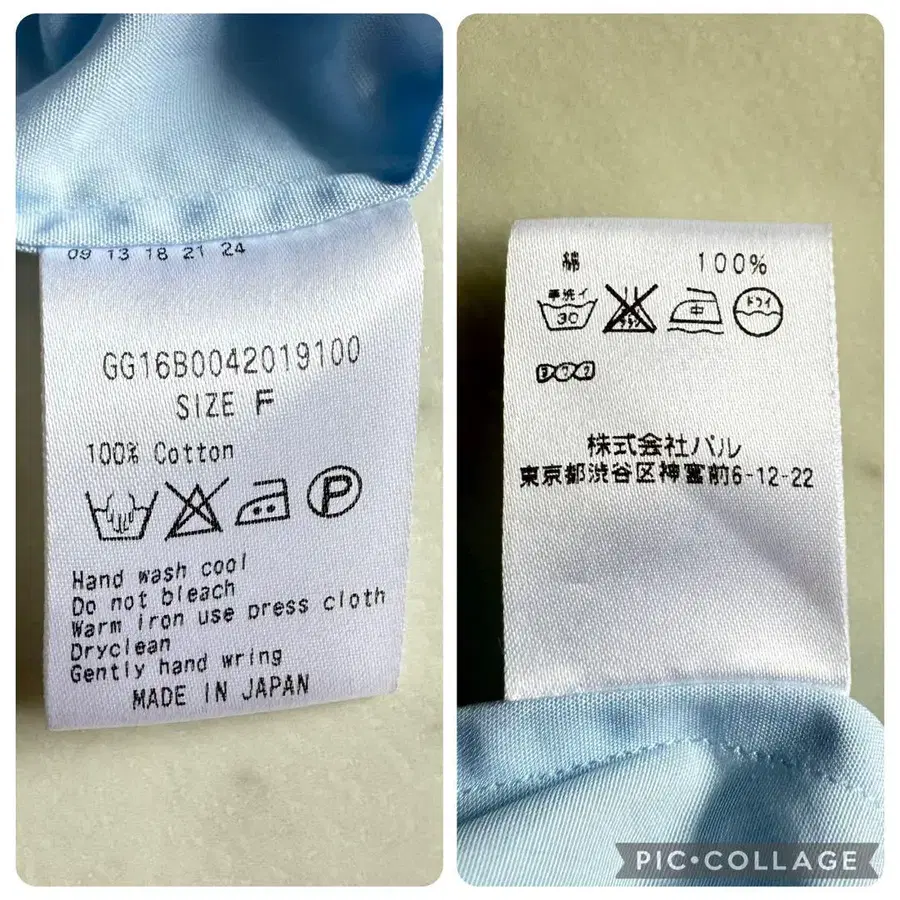 09 13 18 21 24
GG16B0042019100
SIZE F
100% Cotton
P
Hand wash cool
Do not bleach
Warm iron use press cloth
Dryclean
Gently hand wring
MADE IN JAPAN
綿 100%
手洗イ
30
中
ドライ
ヨワク
株式会社パル
東京都渋谷区神宮前6-12-22
PIC•COLLAGE